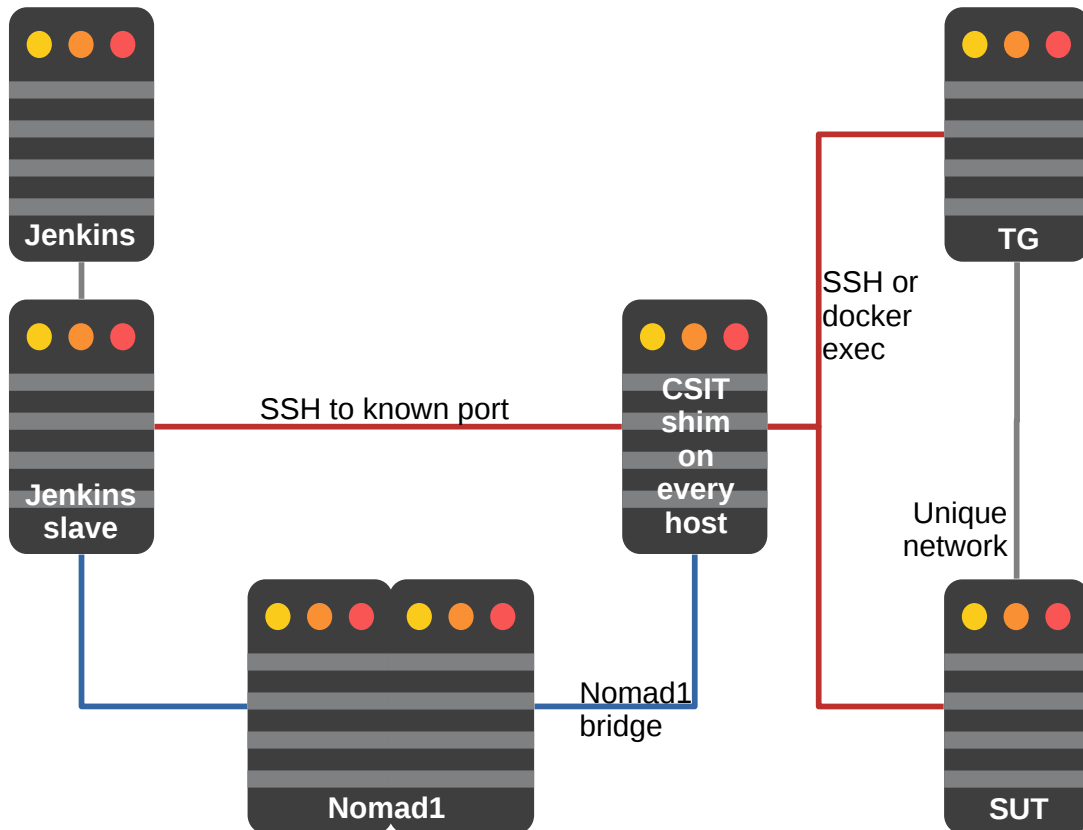 Jenkins
TG
SSH or
docker
exec
CSIT
shim
on
every
host
SSH to known port
Jenkins
slave
Unique
network
Nomad1
bridge
Nomad1
SUT